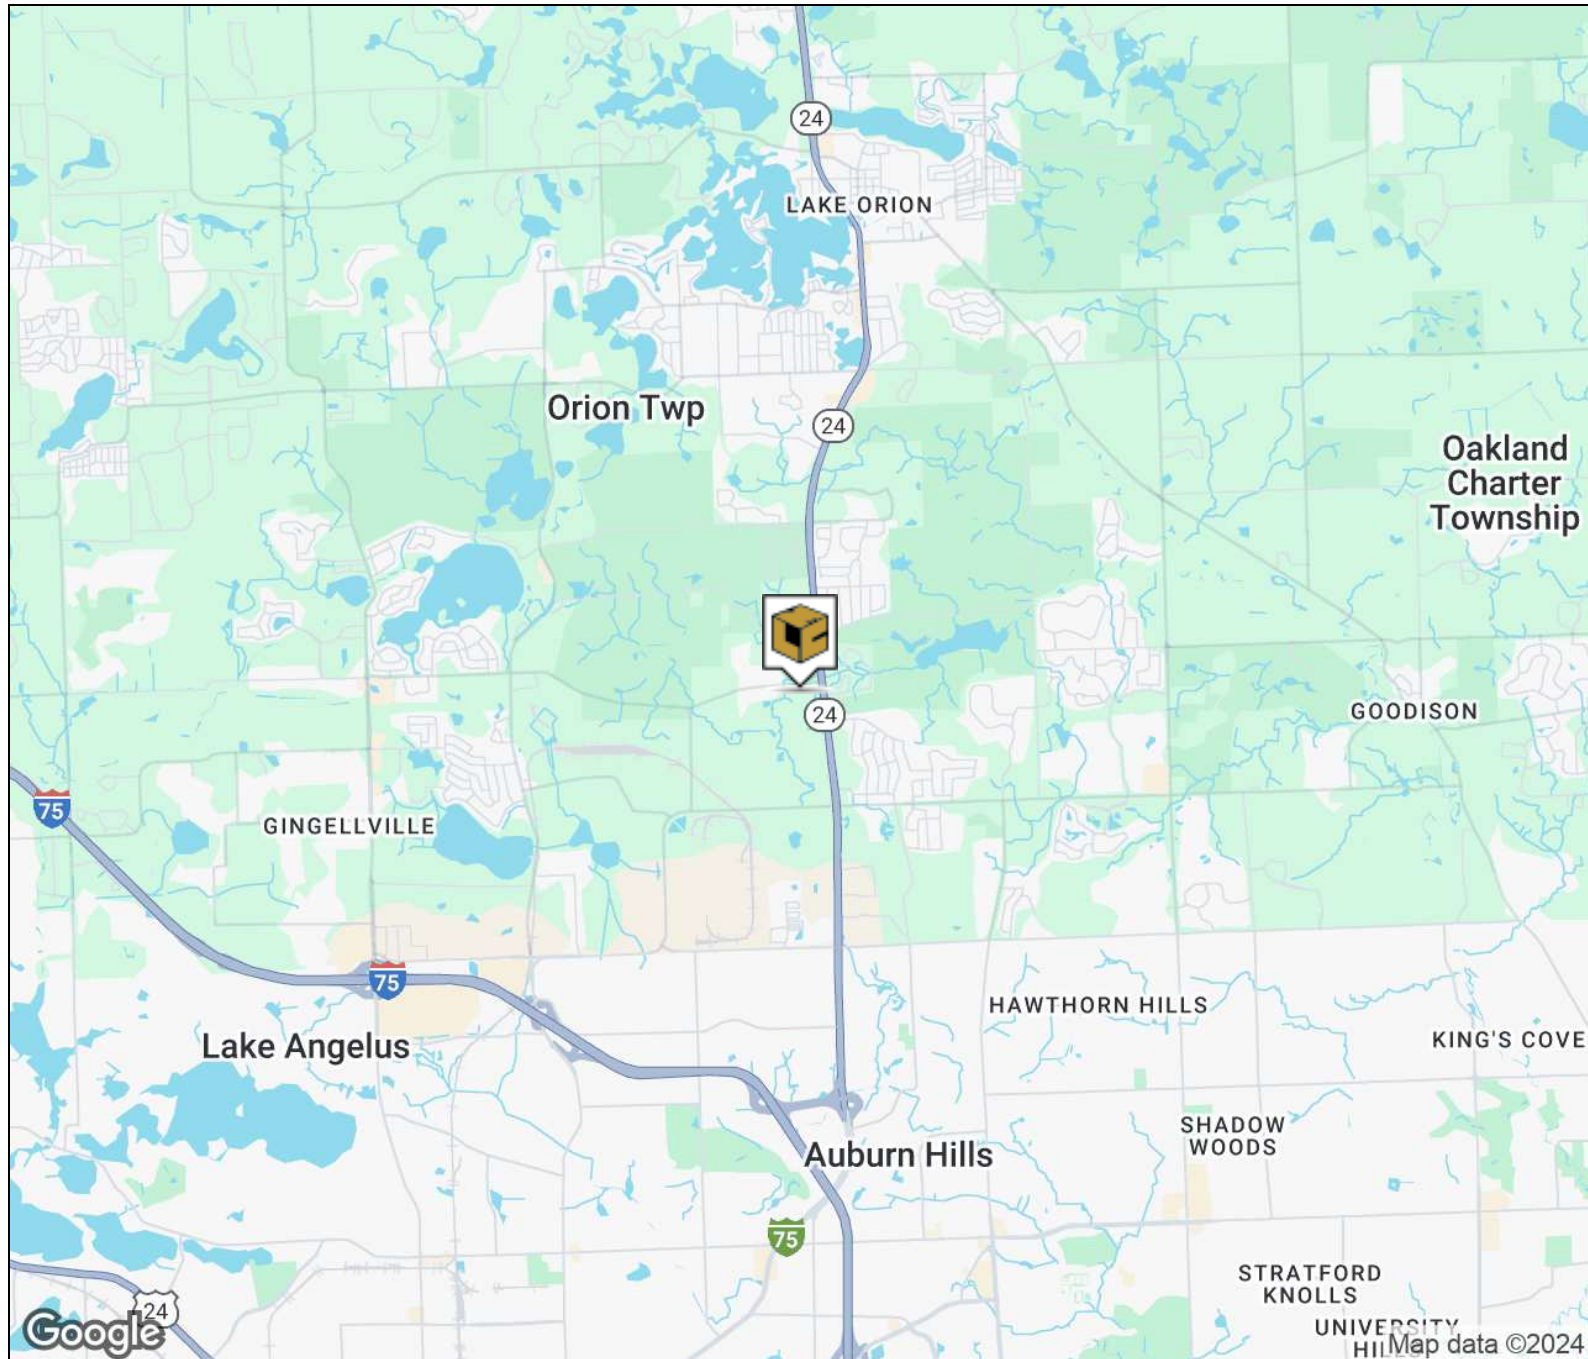 24
LAKE ORION
Orion Twp
24
Oakland
Charter
Township
24
GOODISON
75
GINGELLVILLE
75
HAWTHORN HILLS
KING'S COVE
Lake Angelus
SHADOW
WOODS
Auburn Hills
75
STRATFORD
KNOLLS
24
UNIVERSITY
Google
Map data ©2024